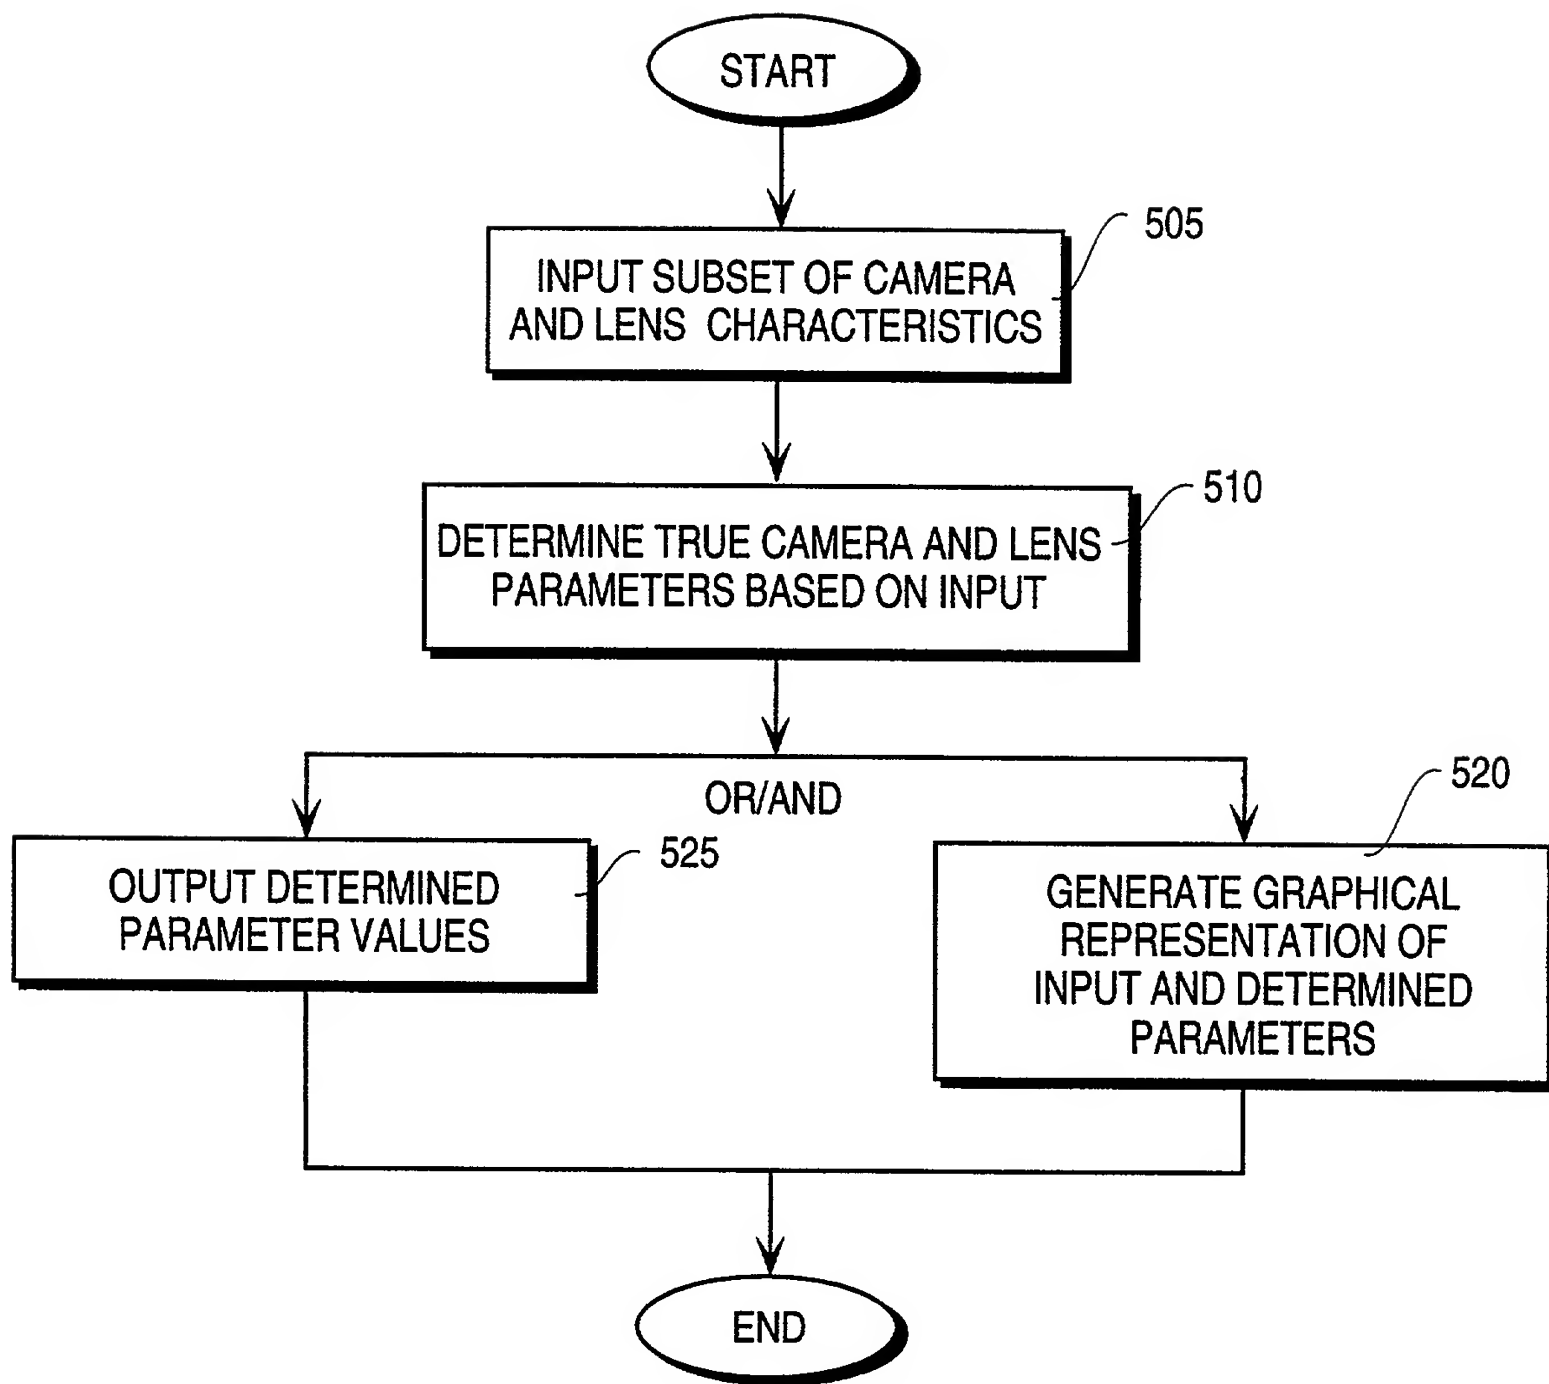 START
505
INPUT SUBSET OF CAMERA
AND LENS CHARACTERISTICS
510
DETERMINE TRUE CAMERA AND LENS
PARAMETERS BASED ON INPUT
OR/AND
525
OUTPUT DETERMINED
PARAMETER VALUES
520
GENERATE GRAPHICAL
REPRESENTATION OF
INPUT AND DETERMINED
PARAMETERS
END